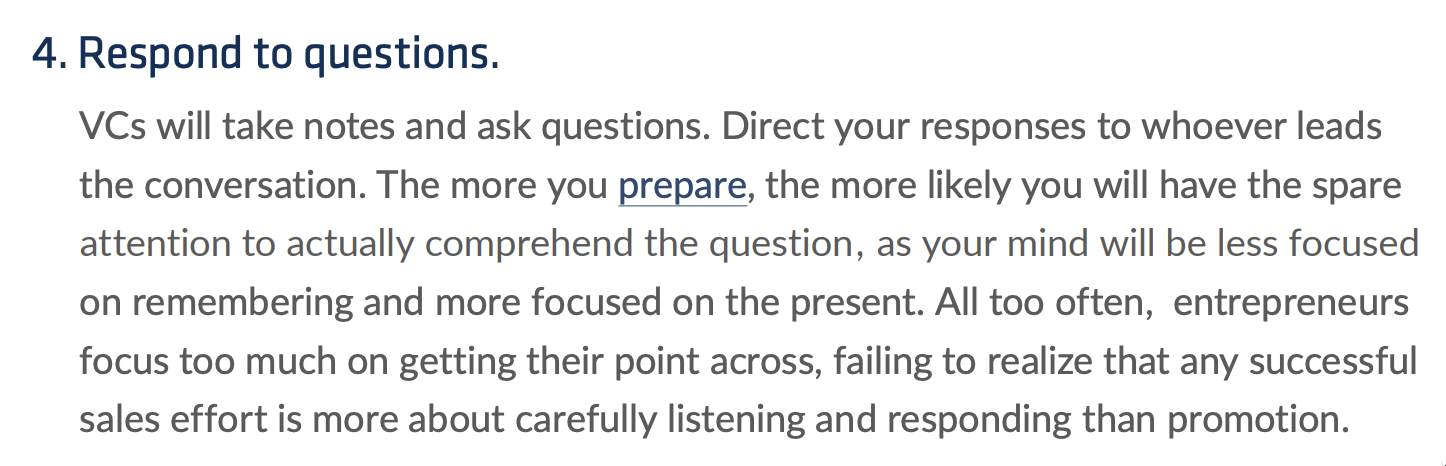 4. Respond to questions.
VCs will take notes and ask questions. Direct your responses to whoever leads
the conversation. The more you prepare, the more likely you will have the spare
attention to actually comprehend the question, as your mind will be less focused
on remembering and more focused on the present. All too often,  entrepreneurs
focus too much on getting their point across, failing to realize that any successful
sales effort is more about carefully listening and responding than promotion.